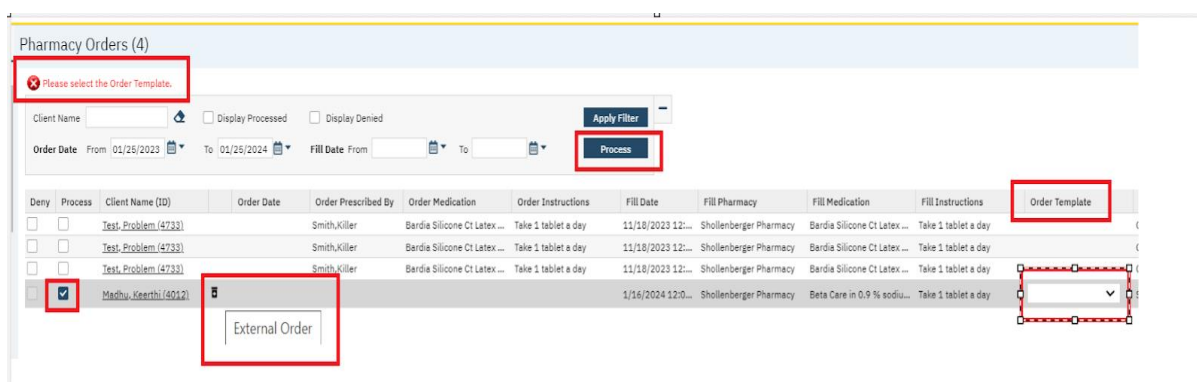 Pharmacy Orders (4)
Please select the Order Template.
Client Name Display Processed Display Denied Apply Filter
Order Date From 01/25/2023 To 01/25/2024 Fill Date From To Process
Deny Process Client Name (ID) Order Date Order Prescribed By Order Medication Order Instructions Fill Date Fill Pharmacy Fill Medication Fill Instructions Order Template
Test, Problem (4733) Smith,Killer Bardia Silicone Ct Latex ... Take 1 tablet a day 11/18/2023 12:... Shollenberger Pharmacy Bardia Silicone Ct Latex ... Take 1 tablet a day
Test, Problem (4733) Smith,Killer Bardia Silicone Ct Latex ... Take 1 tablet a day 11/18/2023 12:... Shollenberger Pharmacy Bardia Silicone Ct Latex ... Take 1 tablet a day
Test, Problem (4733) Smith,Killer Bardia Silicone Ct Latex ... Take 1 tablet a day 11/18/2023 12:... Shollenberger Pharmacy Bardia Silicone Ct Latex ... Take 1 tablet a day
Madhu, Keerthi (4012) 1/16/2024 12:0... Shollenberger Pharmacy Beta Care in 0.9 % sodiu... Take 1 tablet a day
External Order